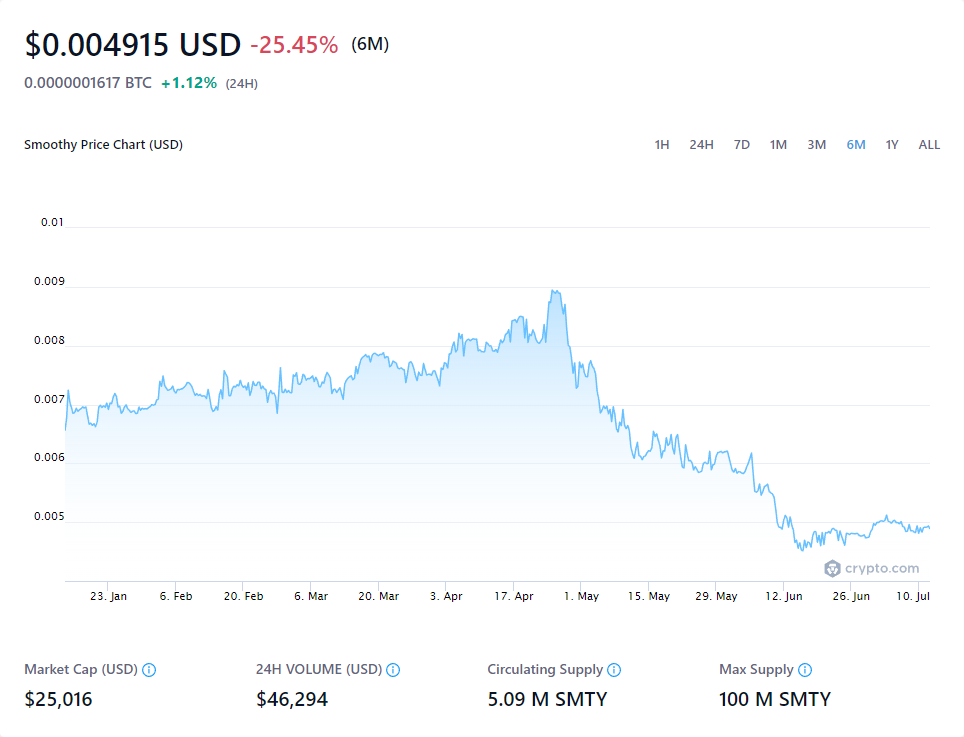 $0.004915 USD -25.45% (6M)
0.0000001617 BTC +1.12% (24H)
Smoothy Price Chart (USD) 1H 24H 7D 1M 3M 6M 1Y ALL
0.01
0.009
0.008
0.007
0.006
0.005
crypto.com
23. Jan 6. Feb 20. Feb 6. Mar 20. Mar 3. Apr 17. Apr 1. May 15. May 29. May 12. Jun 26. Jun 10. Jul
Market Cap (USD) 24H VOLUME (USD) Circulating Supply Max Supply
$25,016 $46,294 5.09 M SMTY 100 M SMTY